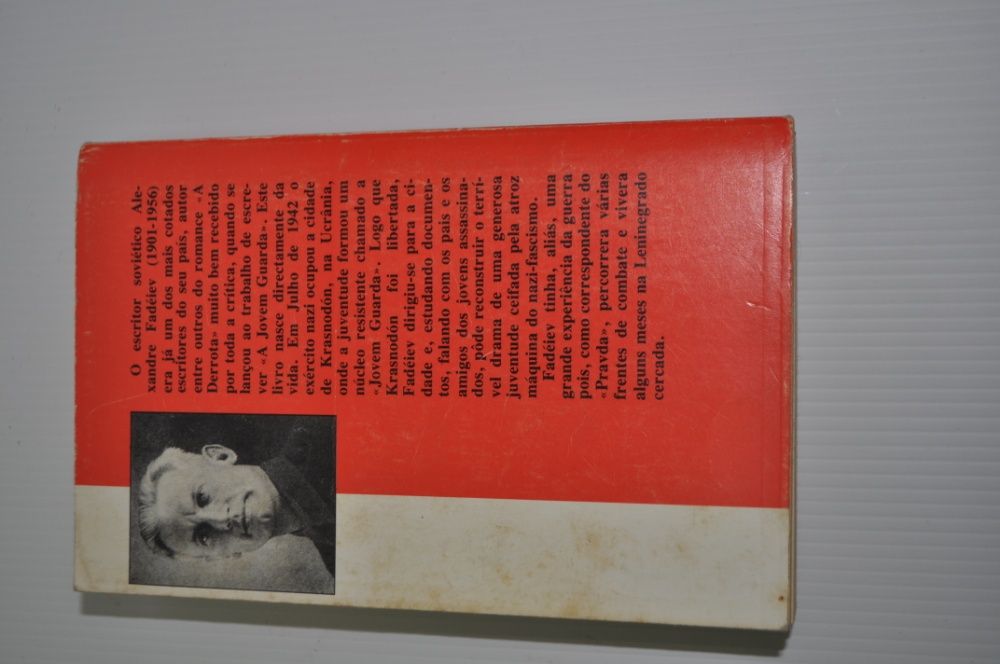 O escritor soviético Ale-
xandre Fadéiev (1901-1956)
era já um dos mais cotados
escritores do seu país, autor
entre outros do romance «A
Derrota» muito bem recebido
por toda a crítica, quando se
lançou ao trabalho de escre-
ver «A Jovem Guarda». Este
livro nasce directamente da
vida. Em Julho de 1942 o
exército nazi ocupou a cidade
de Krasnodón, na Ucrânia,
onde a juventude formou um
núcleo resistente chamado a
«Jovem Guarda». Logo que
Krasnodón foi libertada,
Fadéiev dirigiu-se para a ci-
dade e, estudando documen-
tos, falando com os pais e os
amigos dos jovens assassina-
dos, pôde reconstruir o terrí-
vel drama de uma generosa
juventude ceifada pela atroz
máquina do nazi-fascismo.
Fadéiev tinha, aliás, uma
grande experiência da guerra
pois, como correspondente do
«Pravda», percorrera várias
frentes de combate e vivera
alguns meses na Leninegrado
cercada.